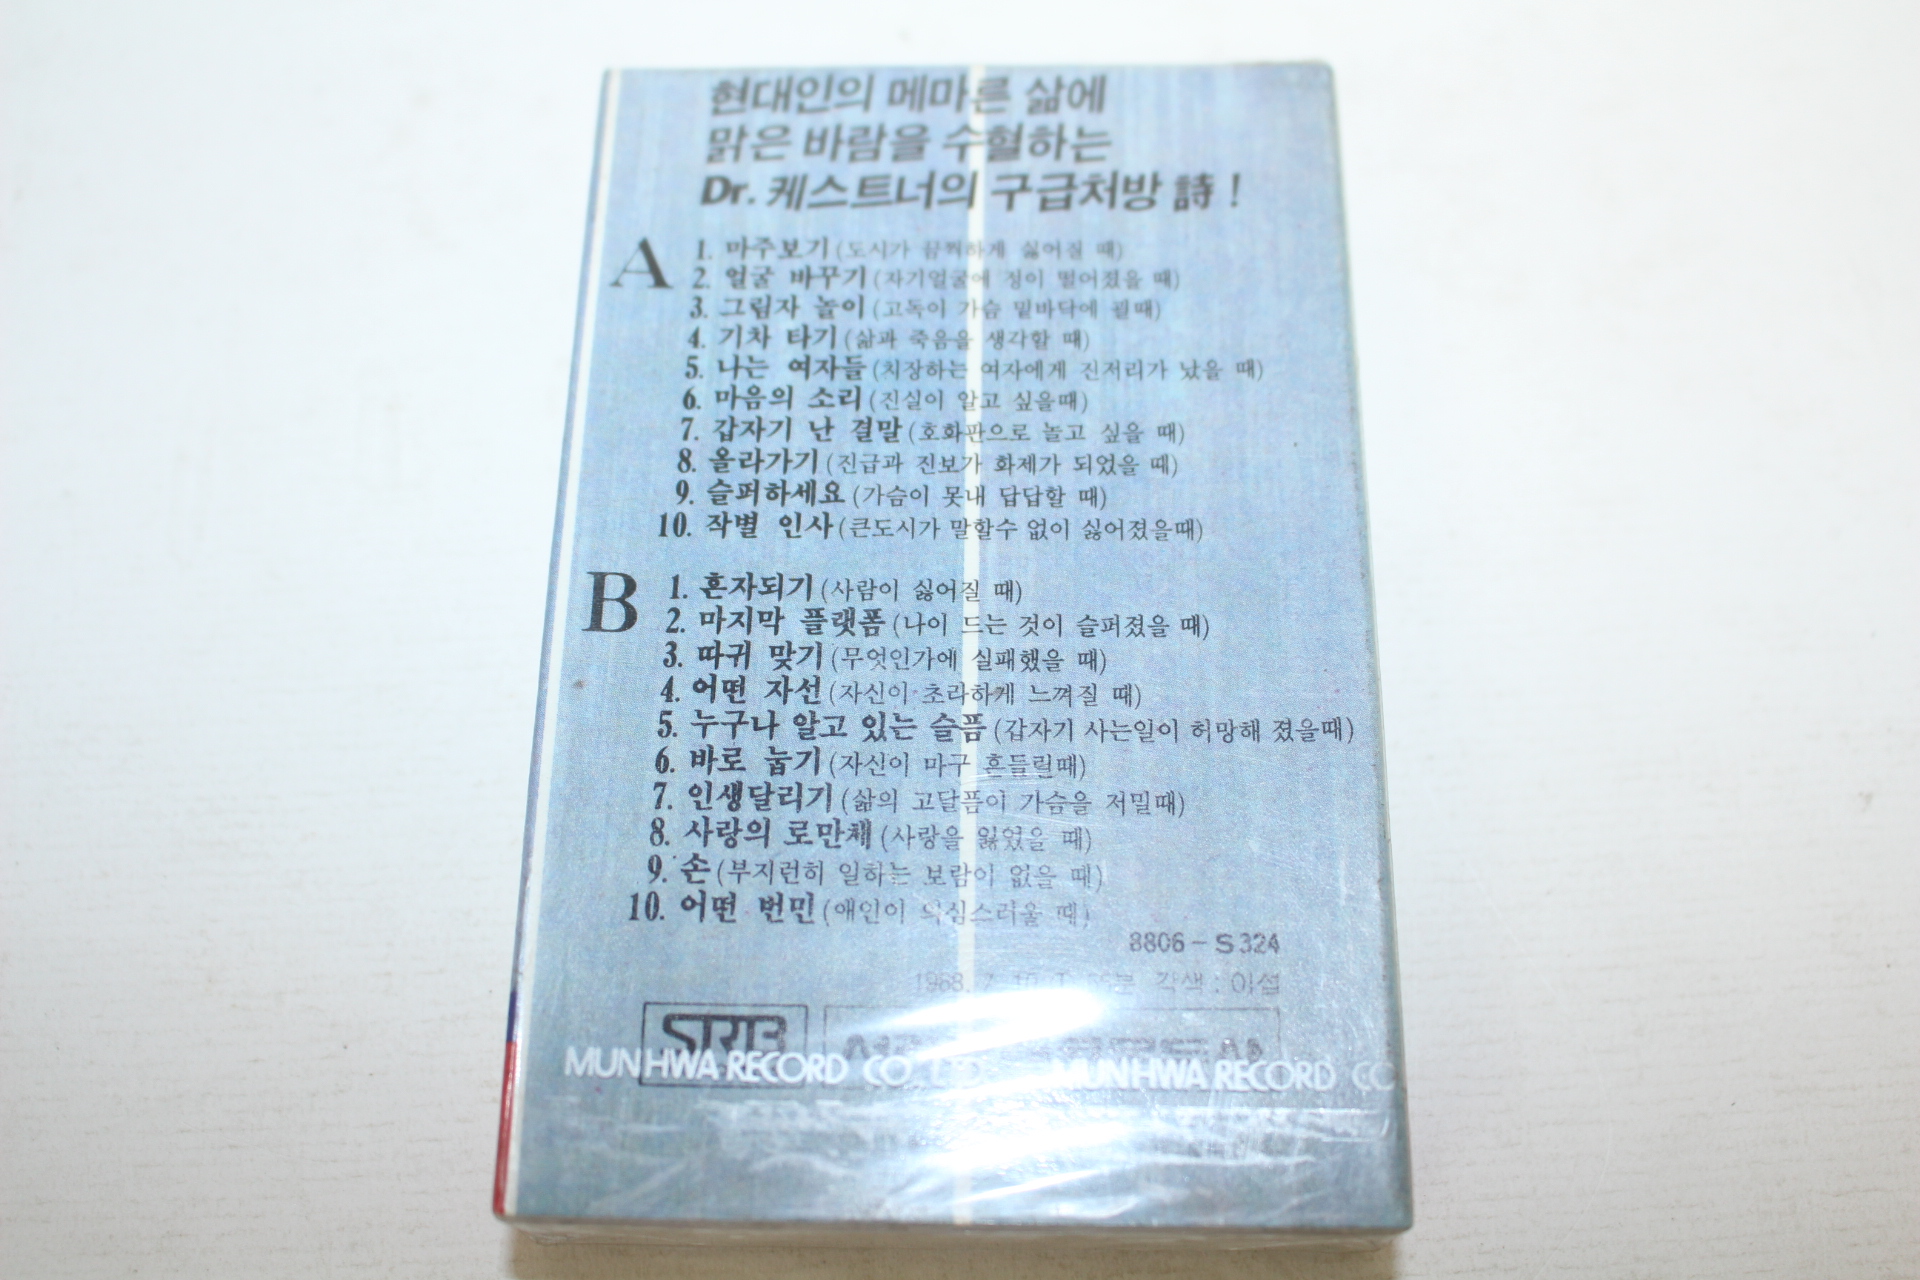 현대인의 메마른 삶에
맑은 바람을 수혈하는
Dr. 케스트너의 구급처방 詩 !
A
1. 마주보기 (도시가 끔찍하게 싫어질 때)
2. 얼굴 바꾸기 (자기얼굴에 정이 떨어졌을 때)
3. 그림자 놀이 (고독이 가슴 밑바닥에 괼때)
4. 기차 타기 (삶과 죽음을 생각할 때)
5. 나는 여자들 (치장하는 여자에게 진저리가 났을 때)
6. 마음의 소리 (진실이 알고 싶을때)
7. 갑자기 난 결말 (호화판으로 놀고 싶을 때)
8. 올라가기 (진급과 진보가 화제가 되었을 때)
9. 슬퍼하세요 (가슴이 못내 답답할 때)
10. 작별 인사 (큰도시가 말할수 없이 싫어졌을때)
B
1. 혼자되기 (사람이 싫어질 때)
2. 마지막 플랫폼 (나이 드는 것이 슬퍼졌을 때)
3. 따귀 맞기 (무엇인가에 실패했을 때)
4. 어떤 자선 (자신이 초라하게 느껴질 때)
5. 누구나 알고 있는 슬픔 (갑자기 사는일이 허망해 졌을때)
6. 바로 눕기 (자신이 마구 흔들릴때)
7. 인생달리기 (삶의 고달픔이 가슴을 저밀때)
8. 사랑의 로만체 (사랑을 잃었을 때)
9. 손 (부지런히 일하는 보람이 없을 때)
10. 어떤 번민 (애인이 의심스러울 때)
8806-S324
각색 : 이설
SRB
MUNHWA RECORD CO MUNHWA RECORD CO